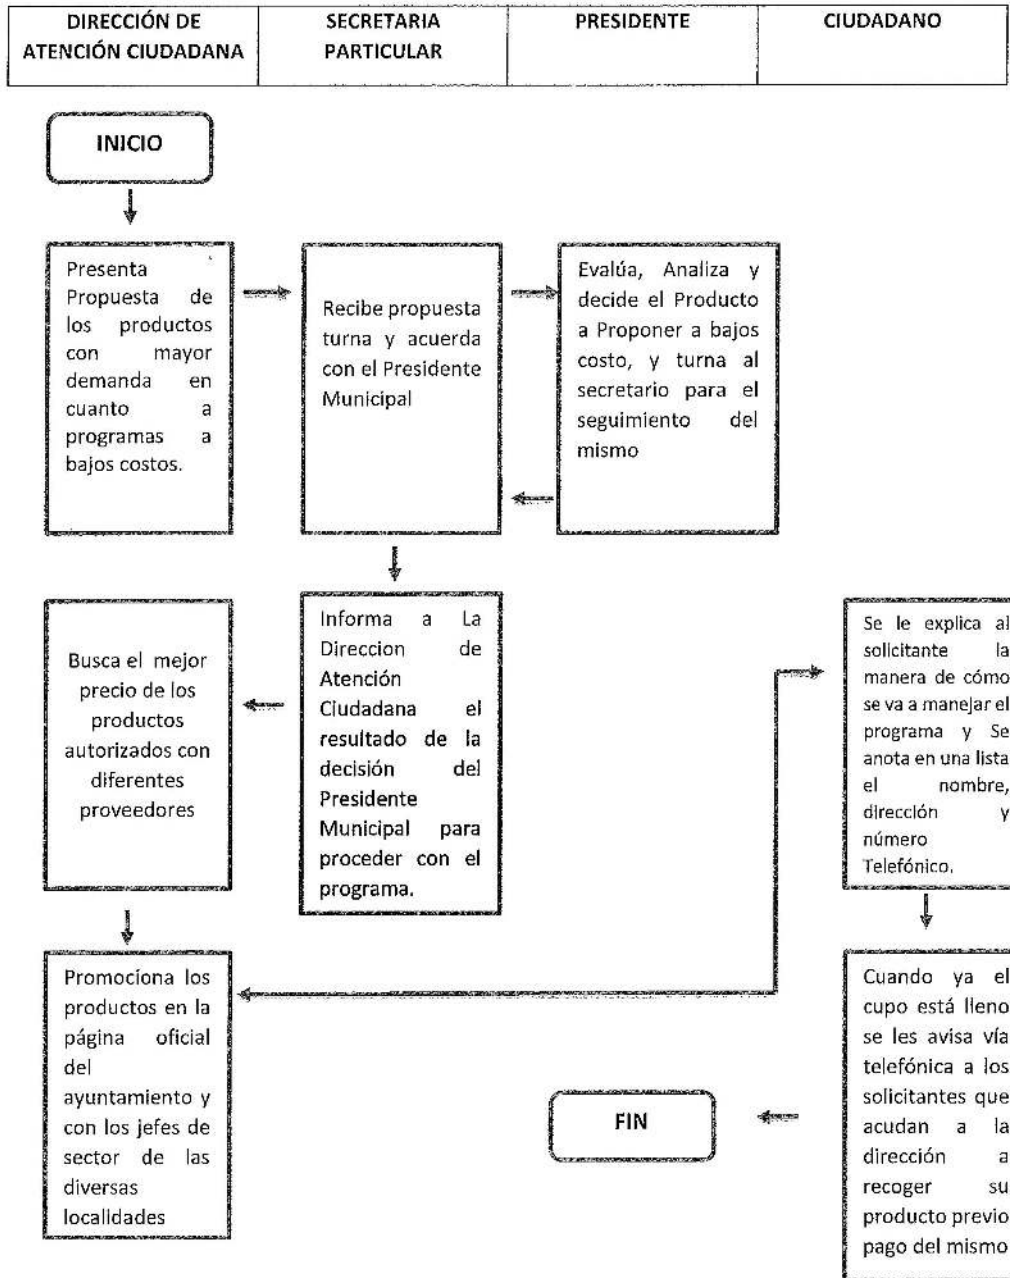 DIRECCIÓN DE
ATENCIÓN CIUDADANA
SECRETARIA
PARTICULAR
PRESIDENTE
CIUDADANO
INICIO
Presenta
Propuesta de
los productos
con mayor
demanda en
cuanto a
programas a
bajos costos.
Recibe propuesta
turna y acuerda
con el Presidente
Municipal
Evalúa, Analiza y
decide el Producto
a Proponer a bajos
costo, y turna al
secretario para el
seguimiento del
mismo
Busca el mejor
precio de los
productos
autorizados con
diferentes
proveedores
Informa a La
Direccion de
Atención
Ciudadana el
resultado de la
decisión del
Presidente
Municipal para
proceder con el
programa.
Se le explica al
solicitante la
manera de cómo
se va a manejar el
programa y Se
anota en una lista
el nombre,
dirección y
número
Telefónico.
Promociona los
productos en la
página oficial
del
ayuntamiento y
con los jefes de
sector de las
diversas
localidades
Cuando ya el
cupo está lleno
se les avisa vía
telefónica a los
solicitantes que
acudan a la
dirección a
recoger su
producto previo
pago del mismo
FIN